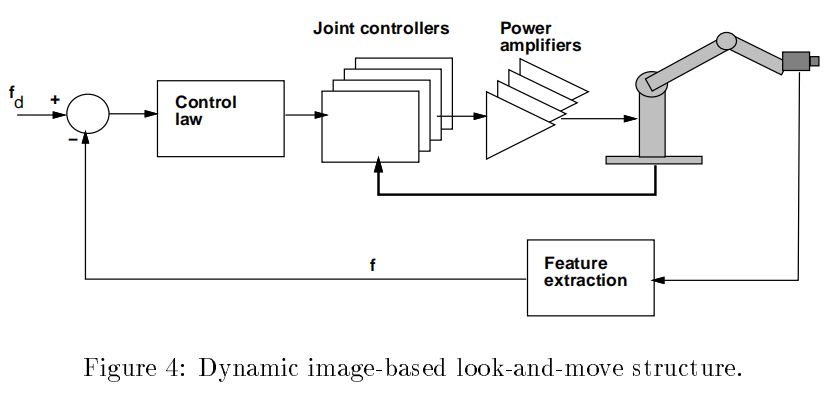 Joint controllers
Power
amplifiers
f
d
+
Control
law
−
f
Feature
extraction
Figure 4: Dynamic image-based look-and-move structure.